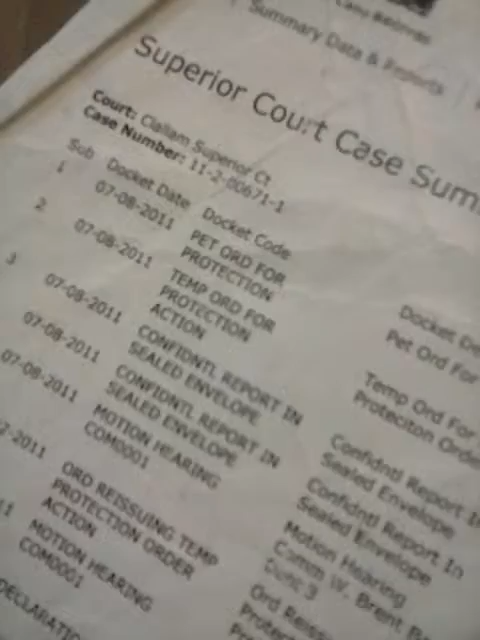 Summary Data & Reports
Superior Court Case Summ
Court: Clallam Superior Ct
Case Number: 11-2-00671-1
Sub Docket Date Docket Code Docket De
1 07-08-2011 PET ORD FOR Pet Ord For
PROTECTION
2 07-08-2011 TEMP ORD FOR Temp Ord For
PROTECTION Proteciton Orde
ACTION
3 07-08-2011 CONFIDNTL REPORT IN Confidntl Report In
SEALED ENVELOPE Sealed Envelope
07-08-2011 CONFIDNTL REPORT IN Confidntl Report In
SEALED ENVELOPE Sealed Envelope
07-08-2011 MOTION HEARING Motion Hearing
COM0001 Comm W. Brent B
-2011 ORD REISSUING TEMP Ord Reiss
PROTECTION ORDER Prote
ACTION
MOTION HEARING
COM0001
DECLARATIO